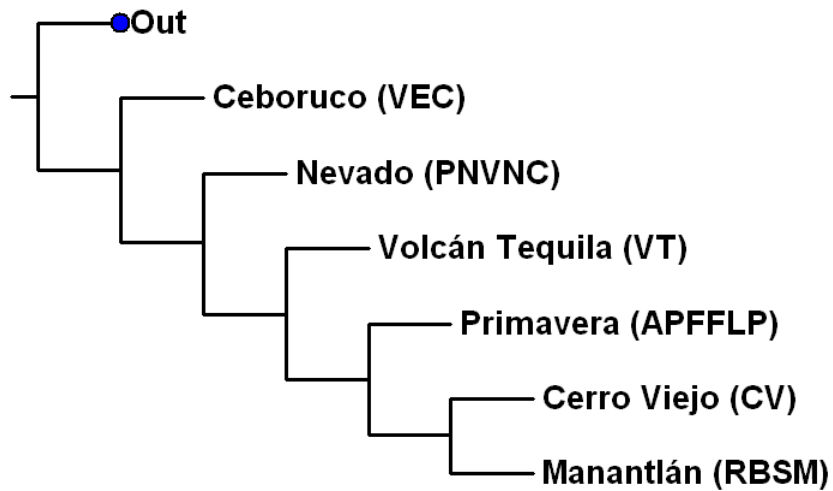 Out
Ceboruco (VEC)
Nevado (PNVNC)
Volcán Tequila (VT)
Primavera (APFFLP)
Cerro Viejo (CV)
Manantlán (RBSM)